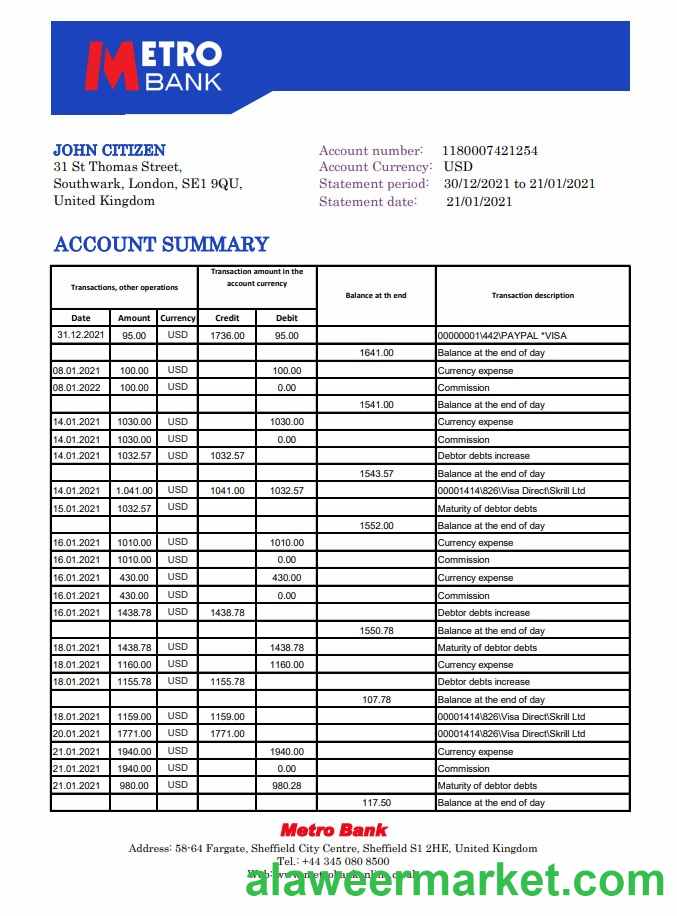 METRO
BANK
JOHN CITIZEN
31 St Thomas Street,
Southwark, London, SE1 9QU,
United Kingdom
Account number: 1180007421254
Account Currency: USD
Statement period: 30/12/2021 to 21/01/2021
Statement date: 21/01/2021
ACCOUNT SUMMARY
Transactions, other operations Transaction amount in the account currency Balance at th end Transaction description
Date Amount Currency Credit Debit
31.12.2021 95.00 USD 1736.00 95.00 00000001\442\PAYPAL *VISA
1641.00 Balance at the end of day
08.01.2021 100.00 USD 100.00 Currency expense
08.01.2022 100.00 USD 0.00 Commission
1541.00 Balance at the end of day
14.01.2021 1030.00 USD 1030.00 Currency expense
14.01.2021 1030.00 USD 0.00 Commission
14.01.2021 1032.57 USD 1032.57 Debtor debts increase
1543.57 Balance at the end of day
14.01.2021 1.041.00 USD 1041.00 1032.57 00001414\826\Visa Direct\Skrill Ltd
15.01.2021 1032.57 USD Maturity of debtor debts
1552.00 Balance at the end of day
16.01.2021 1010.00 USD 1010.00 Currency expense
16.01.2021 1010.00 USD 0.00 Commission
16.01.2021 430.00 USD 430.00 Currency expense
16.01.2021 430.00 USD 0.00 Commission
16.01.2021 1438.78 USD 1438.78 Debtor debts increase
1550.78 Balance at the end of day
18.01.2021 1438.78 USD 1438.78 Maturity of debtor debts
18.01.2021 1160.00 USD 1160.00 Currency expense
18.01.2021 1155.78 USD 1155.78 Debtor debts increase
107.78 Balance at the end of day
18.01.2021 1159.00 USD 1159.00 00001414\826\Visa Direct\Skrill Ltd
20.01.2021 1771.00 USD 1771.00 00001414\826\Visa Direct\Skrill Ltd
21.01.2021 1940.00 USD 1940.00 Currency expense
21.01.2021 1940.00 USD 0.00 Commission
21.01.2021 980.00 USD 980.28 Maturity of debtor debts
117.50 Balance at the end of day
Metro Bank
Address: 58-64 Fargate, Sheffield City Centre, Sheffield S1 2HE, United Kingdom
Tel.: +44 345 080 8500
Web:
alaweermarket.com